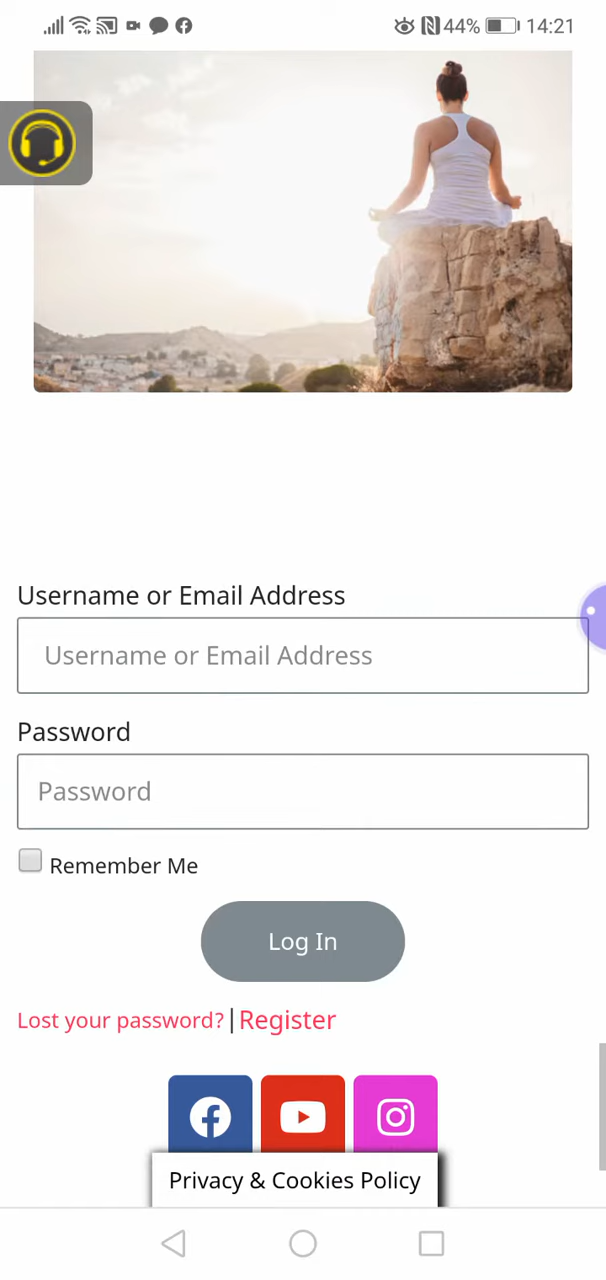 44% 14:21
Username or Email Address
Username or Email Address
Password
Password
Remember Me
Log In
Lost your password? | Register
Privacy & Cookies Policy